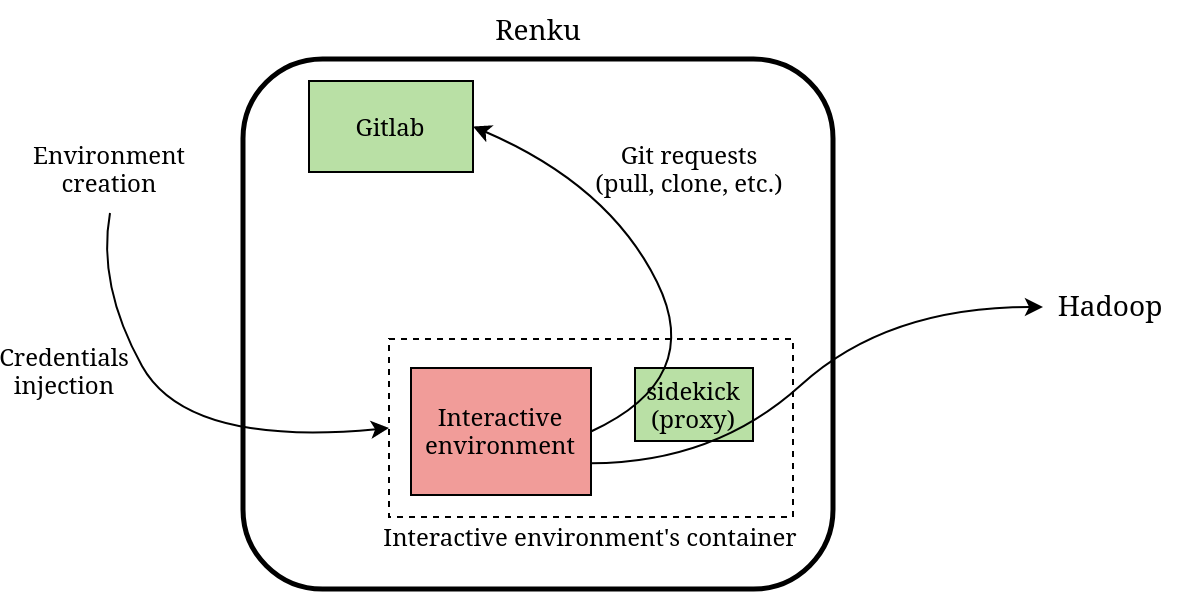 Renku
Gitlab
Environment
creation
Git requests
(pull, clone, etc.)
Hadoop
Credentials
injection
Interactive
environment
sidekick
(proxy)
Interactive environment's container